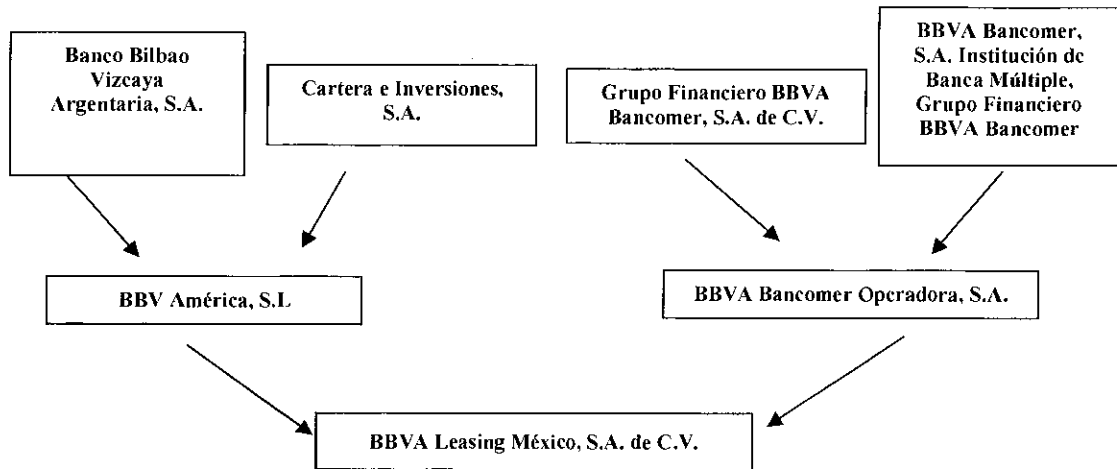 Banco Bilbao
Vizcaya
Argentaria, S.A.
Cartera e Inversiones,
S.A.
Grupo Financiero BBVA
Bancomer, S.A. de C.V.
BBVA Bancomer,
S.A. Institución de
Banca Múltiple,
Grupo Financiero
BBVA Bancomer
BBV América, S.L
BBVA Bancomer Operadora, S.A.
BBVA Leasing México, S.A. de C.V.